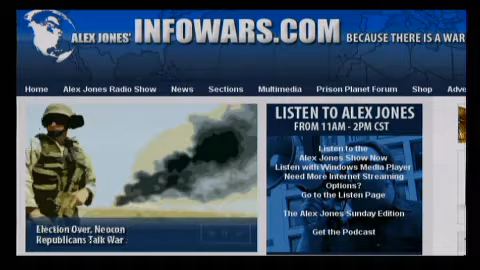 ALEX JONES' INFOWARS.COM BECAUSE THERE IS A WAR
Home Alex Jones Radio Show News Sections Multimedia Prison Planet Forum Shop Adve
LISTEN TO ALEX JONES
FROM 11AM - 2PM CST
Listen to the
Alex Jones Show Now
Listen with Windows Media Player
Need More Internet Streaming
Options?
Go to the Listen Page
The Alex Jones Sunday Edition
Get the Podcast
Election Over, Neocon
Republicans Talk War